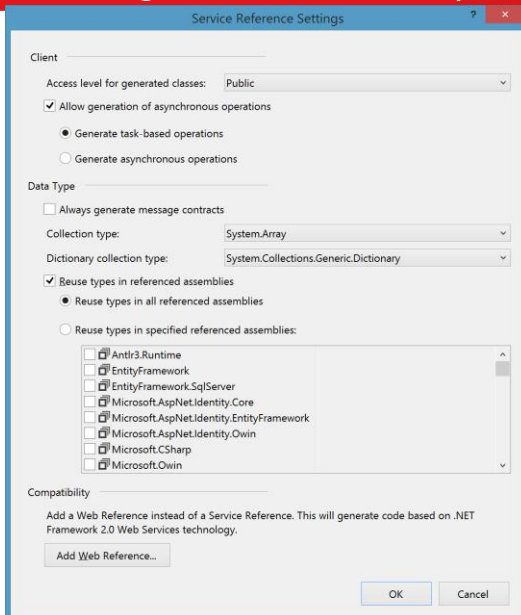 Service Reference Settings
?
Client
Access level for generated classes: Public
Allow generation of asynchronous operations
Generate task-based operations
Generate asynchronous operations
Data Type
Always generate message contracts
Collection type: System.Array
Dictionary collection type: System.Collections.Generic.Dictionary
Reuse types in referenced assemblies
Reuse types in all referenced assemblies
Reuse types in specified referenced assemblies:
Antlr3.Runtime
EntityFramework
EntityFramework.SqlServer
Microsoft.AspNet.Identity.Core
Microsoft.AspNet.Identity.EntityFramework
Microsoft.AspNet.Identity.Owin
Microsoft.CSharp
Microsoft.Owin
Compatibility
Add a Web Reference instead of a Service Reference. This will generate code based on .NET
Framework 2.0 Web Services technology.
Add Web Reference...
OK Cancel